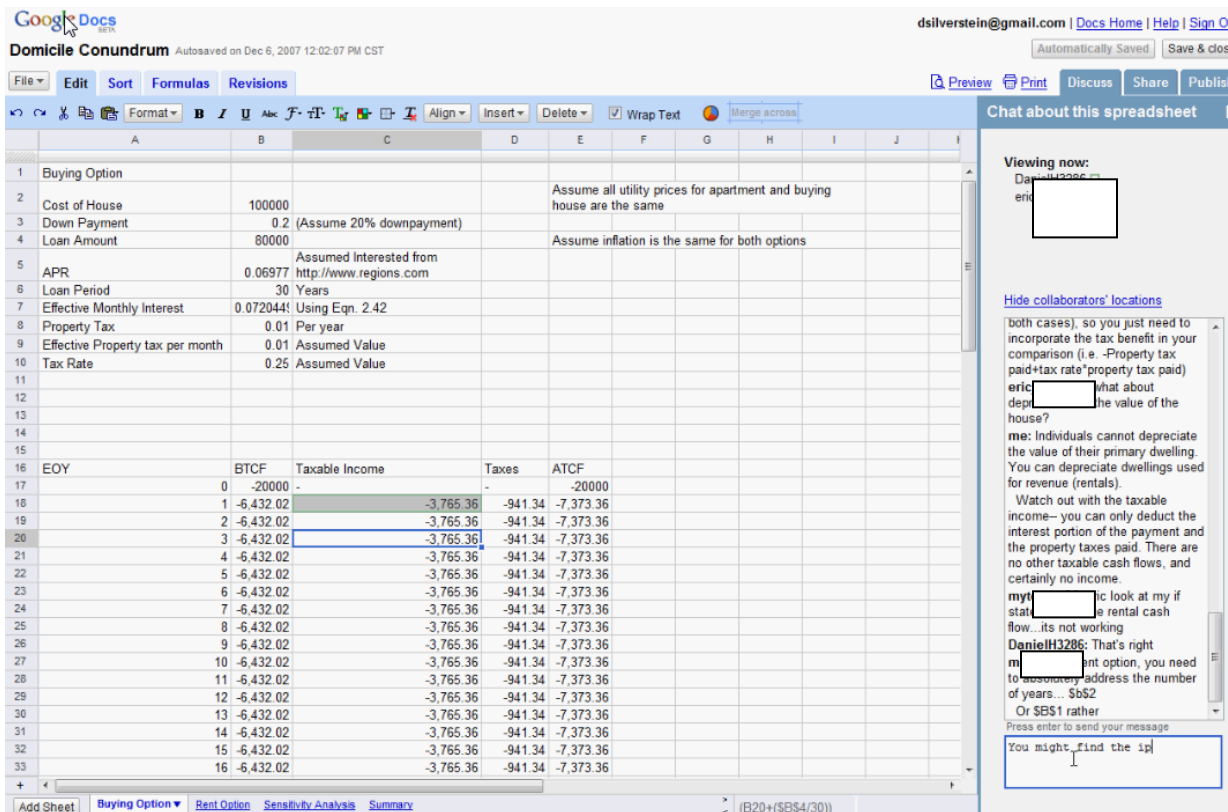 Google Docs
BETA
dsilverstein@gmail.com | Docs Home | Help | Sign O
Domicile Conundrum Autosaved on Dec 6, 2007 12:02:07 PM CST
Automatically Saved Save & clos
File Edit Sort Formulas Revisions
Preview Print Discuss Share Publis
Format B I U Abc Align Insert Delete Wrap Text Merge across
Chat about this spreadsheet
A B C D E F G H I J
1 Buying Option
2 Cost of House 100000 Assume all utility prices for apartment and buying
house are the same
3 Down Payment 0.2 (Assume 20% downpayment)
4 Loan Amount 80000 Assume inflation is the same for both options
5 APR 0.06977 Assumed Interested from
http://www.regions.com
6 Loan Period 30 Years
7 Effective Monthly Interest 0.072044 Using Eqn. 2.42
8 Property Tax 0.01 Per year
9 Effective Property tax per month 0.01 Assumed Value
10 Tax Rate 0.25 Assumed Value
11
12
13
14
15
16 EOY BTCF Taxable Income Taxes ATCF
17 0 -20000 - - -20000
18 1 -6,432.02 -3,765.36 -941.34 -7,373.36
19 2 -6,432.02 -3,765.36 -941.34 -7,373.36
20 3 -6,432.02 -3,765.36 -941.34 -7,373.36
21 4 -6,432.02 -3,765.36 -941.34 -7,373.36
22 5 -6,432.02 -3,765.36 -941.34 -7,373.36
23 6 -6,432.02 -3,765.36 -941.34 -7,373.36
24 7 -6,432.02 -3,765.36 -941.34 -7,373.36
25 8 -6,432.02 -3,765.36 -941.34 -7,373.36
26 9 -6,432.02 -3,765.36 -941.34 -7,373.36
27 10 -6,432.02 -3,765.36 -941.34 -7,373.36
28 11 -6,432.02 -3,765.36 -941.34 -7,373.36
29 12 -6,432.02 -3,765.36 -941.34 -7,373.36
30 13 -6,432.02 -3,765.36 -941.34 -7,373.36
31 14 -6,432.02 -3,765.36 -941.34 -7,373.36
32 15 -6,432.02 -3,765.36 -941.34 -7,373.36
33 16 -6,432.02 -3,765.36 -941.34 -7,373.36
Add Sheet Buying Option Rent Option Sensitivity Analysis Summary
(B20+($B$4/30))
Viewing now:
DanielH3286
eric
Hide collaborators' locations
both cases), so you just need to
incorporate the tax benefit in your
comparison (i.e. -Property tax
paid+tax rate*property tax paid)
eric what about
depr the value of the
house?
me: Individuals cannot depreciate
the value of their primary dwelling.
You can depreciate dwellings used
for revenue (rentals).
Watch out with the taxable
income-- you can only deduct the
interest portion of the payment and
the property taxes paid. There are
no other taxable cash flows, and
certainly no income.
myt ic look at my if
state e rental cash
flow...its not working
DanielH3286: That's right
m ent option, you need
to absolutely address the number
of years... $b$2
Or $B$1 rather
Press enter to send your message
You might find the ip